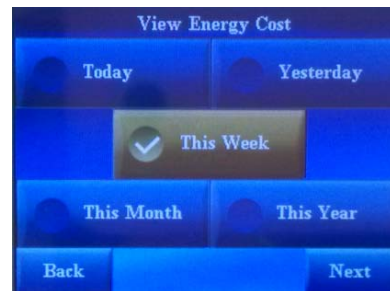 View Energy Cost
Today Yesterday
This Week
This Month This Year
Back Next